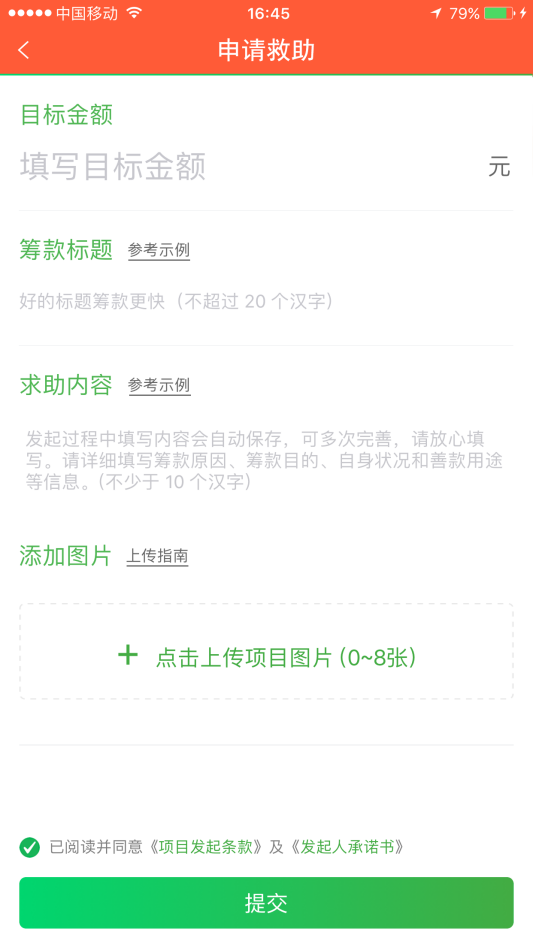 中国移动 16:45 79%
申请救助
目标金额
填写目标金额 元
筹款标题 参考示例
好的标题筹款更快（不超过 20 个汉字）
求助内容 参考示例
发起过程中填写内容会自动保存，可多次完善，请放心填
写。请详细填写筹款原因、筹款目的、自身状况和善款用途
等信息。（不少于 10 个汉字）
添加图片 上传指南
+ 点击上传项目图片（0~8张）
已阅读并同意《项目发起条款》及《发起人承诺书》
提交